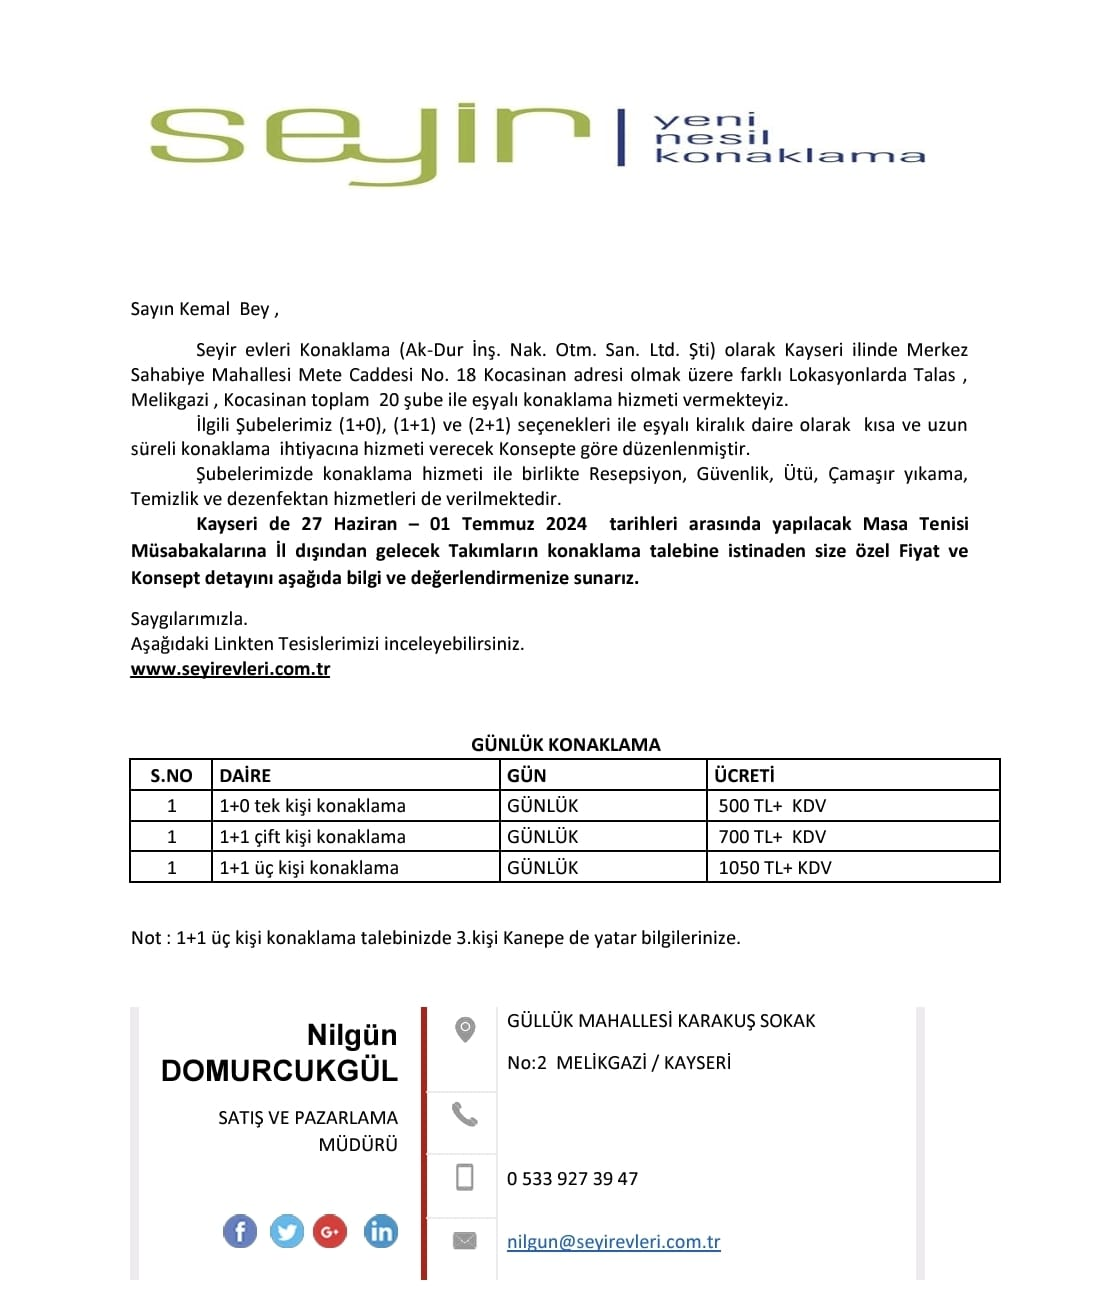 seyir
yeni
nesil
konaklama
Sayın Kemal Bey ,
Seyir evleri Konaklama (Ak-Dur İnş. Nak. Otm. San. Ltd. Şti) olarak Kayseri ilinde Merkez
Sahabiye Mahallesi Mete Caddesi No. 18 Kocasinan adresi olmak üzere farklı Lokasyonlarda Talas ,
Melikgazi , Kocasinan toplam 20 şube ile eşyalı konaklama hizmeti vermekteyiz.
İlgili Şubelerimiz (1+0), (1+1) ve (2+1) seçenekleri ile eşyalı kiralık daire olarak kısa ve uzun
süreli konaklama ihtiyacına hizmeti verecek Konsepte göre düzenlenmiştir.
Şubelerimizde konaklama hizmeti ile birlikte Resepsiyon, Güvenlik, Ütü, Çamaşır yıkama,
Temizlik ve dezenfektan hizmetleri de verilmektedir.
Kayseri de 27 Haziran – 01 Temmuz 2024 tarihleri arasında yapılacak Masa Tenisi
Müsabakalarına İl dışından gelecek Takımların konaklama talebine istinaden size özel Fiyat ve
Konsept detayını aşağıda bilgi ve değerlendirmenize sunarız.
Saygılarımızla.
Aşağıdaki Linkten Tesislerimizi inceleyebilirsiniz.
www.seyirevleri.com.tr
GÜNLÜK KONAKLAMA
S.NO DAİRE GÜN ÜCRETİ
1 1+0 tek kişi konaklama GÜNLÜK 500 TL+ KDV
1 1+1 çift kişi konaklama GÜNLÜK 700 TL+ KDV
1 1+1 üç kişi konaklama GÜNLÜK 1050 TL+ KDV
Not : 1+1 üç kişi konaklama talebinizde 3.kişi Kanepe de yatar bilgilerinize.
Nilgün
DOMURCUKGÜL
SATIŞ VE PAZARLAMA
MÜDÜRÜ
f G+ in
GÜLLÜK MAHALLESİ KARAKUŞ SOKAK
No:2 MELİKGAZİ / KAYSERİ
0 533 927 39 47
nilgun@seyirevleri.com.tr